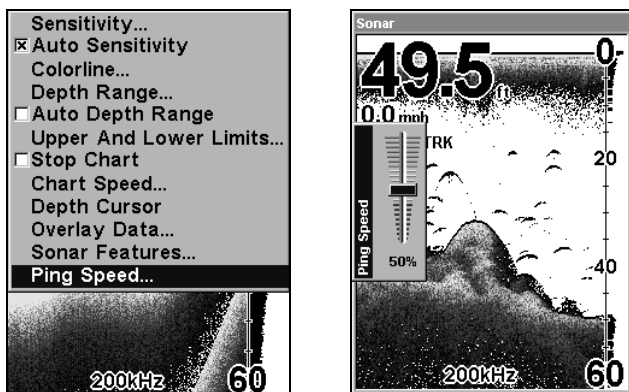 Sensitivity...
Auto Sensitivity
Colorline...
Depth Range...
Auto Depth Range
Upper And Lower Limits...
Stop Chart
Chart Speed...
Depth Cursor
Overlay Data...
Sonar Features...
Ping Speed...
200kHz
60
Sonar
49.5 ft
0
0.0 mph
TRK
20
Ping Speed
50%
40
200kHz
60